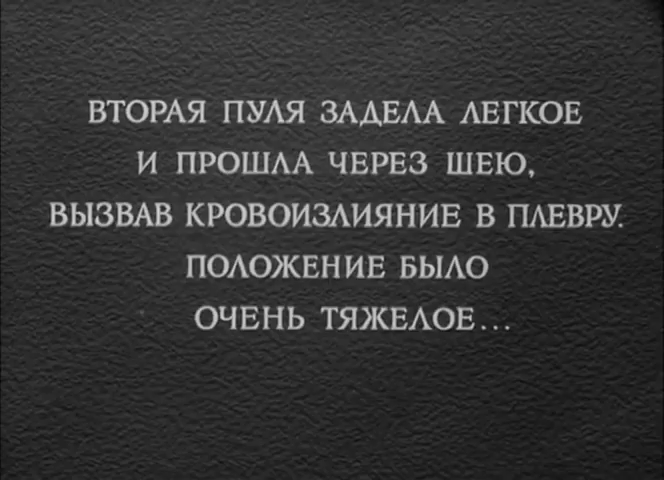 ВТОРАЯ ПУЛЯ ЗАДЕЛА ЛЕГКОЕ
И ПРОШЛА ЧЕРЕЗ ШЕЮ,
ВЫЗВАВ КРОВОИЗЛИЯНИЕ В ПЛЕВРУ.
ПОЛОЖЕНИЕ БЫЛО
ОЧЕНЬ ТЯЖЕЛОЕ...